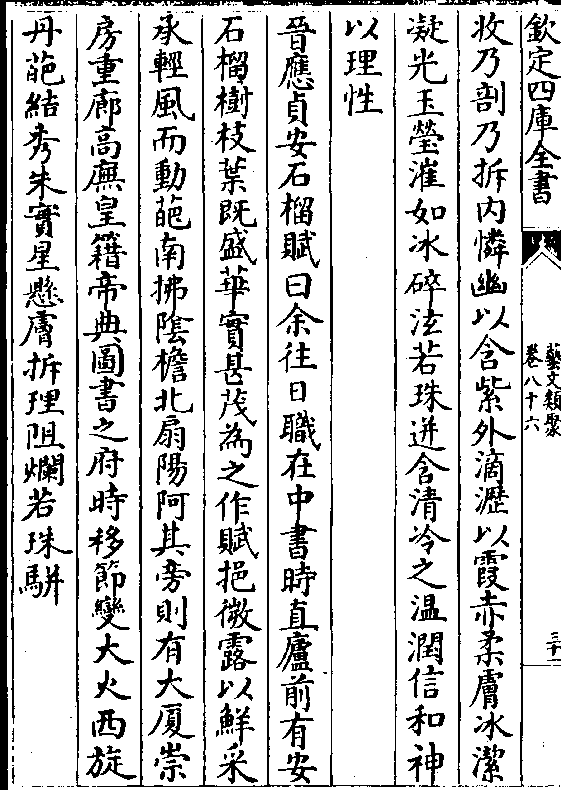 欽定四庫全書
藝文類聚
卷八十六
三十一
收乃剖乃拆内憐幽以含紫外滴瀝以霞赤柔膚冰潔
凝光玉瑩漼如冰碎泫若珠迸含清冷之温潤信和神
以理性
晉應貞安石榴賦曰余往日職在中書時直廬前有安
石榴樹枝葉既盛華實甚茂為之作賦挹微露以鮮采
承輕風而動葩南拂陰檐北扇陽阿其旁則有大厦崇
房重廊高廡皇籍帝典圖書之府時移節變大火西旋
丹葩結秀朱實星懸膚拆理阻爛若珠駢